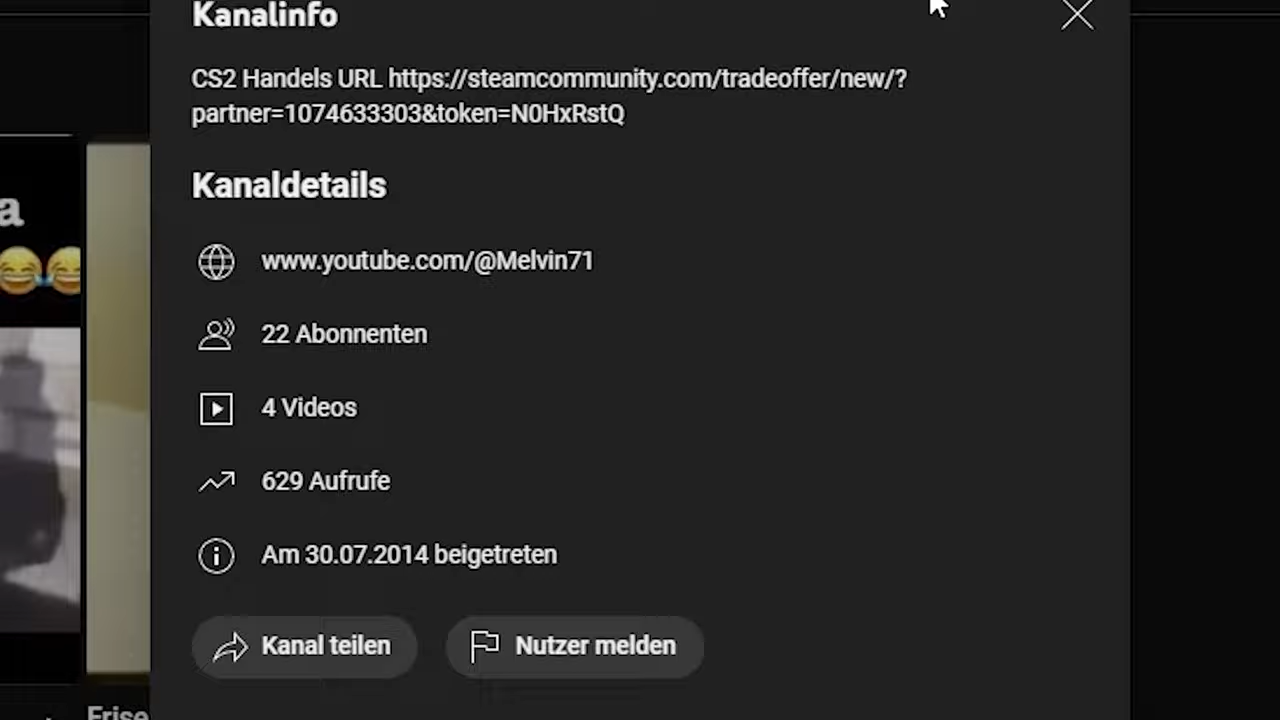 Kanalinfo
CS2 Handels URL https://steamcommunity.com/tradeoffer/new/?
partner=1074633303&token=N0HxRstQ
Kanaldetails
a
www.youtube.com/@Melvin71
22 Abonnenten
4 Videos
629 Aufrufe
Am 30.07.2014 beigetreten
Kanal teilen
Nutzer melden
Frise